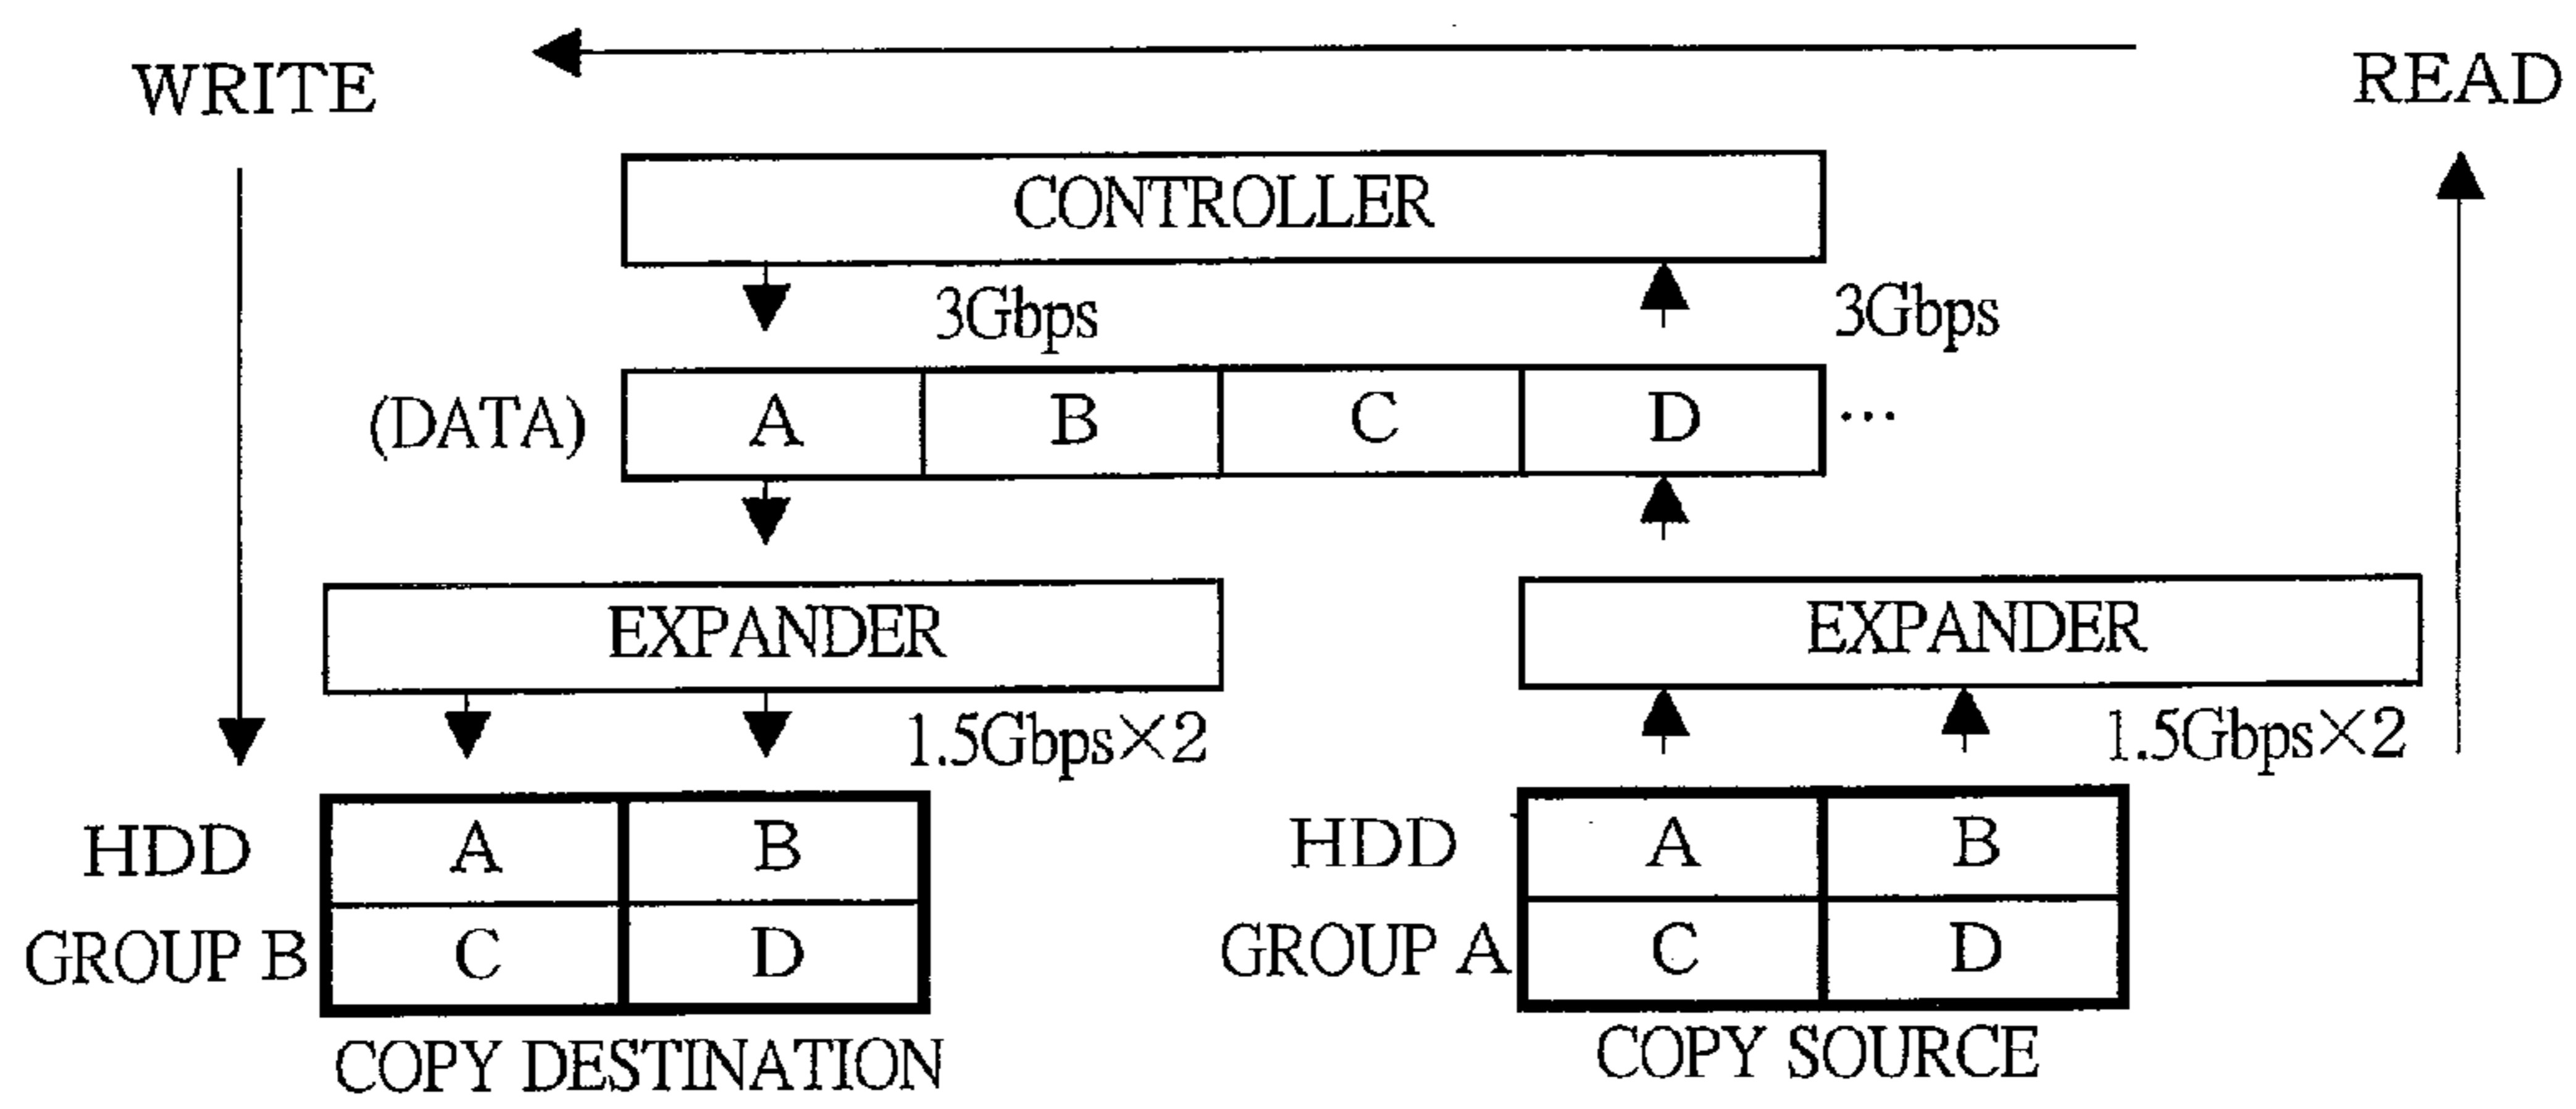 WRITE
READ
CONTROLLER
3Gbps
3Gbps
(DATA) A B C D ···
EXPANDER
EXPANDER
1.5Gbps×2
1.5Gbps×2
HDD A B
GROUP B C D
COPY DESTINATION
HDD A B
GROUP A C D
COPY SOURCE